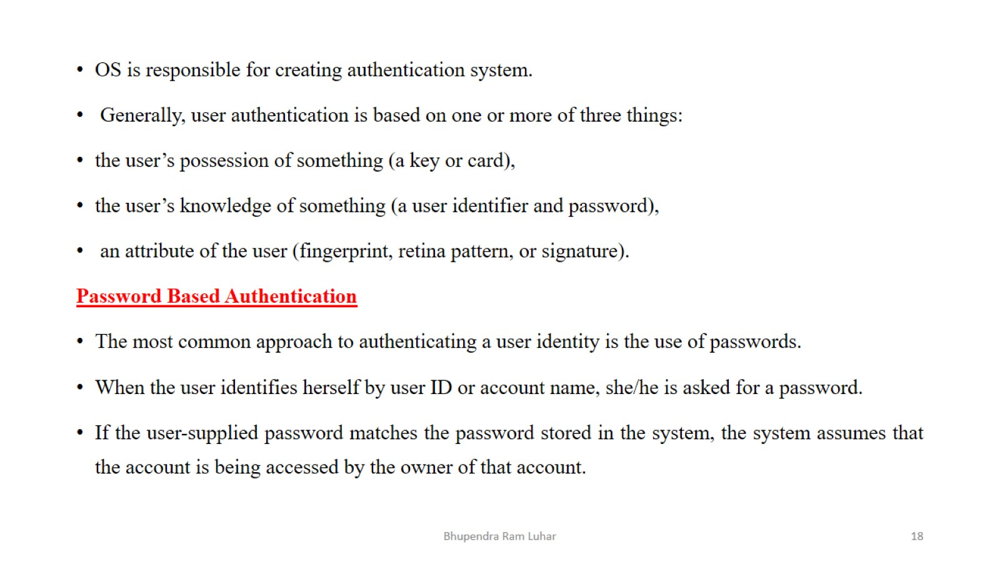 • OS is responsible for creating authentication system.
• Generally, user authentication is based on one or more of three things:
• the user’s possession of something (a key or card),
• the user’s knowledge of something (a user identifier and password),
• an attribute of the user (fingerprint, retina pattern, or signature).
Password Based Authentication
• The most common approach to authenticating a user identity is the use of passwords.
• When the user identifies herself by user ID or account name, she/he is asked for a password.
• If the user-supplied password matches the password stored in the system, the system assumes that
the account is being accessed by the owner of that account.
Bhupendra Ram Luhar
18